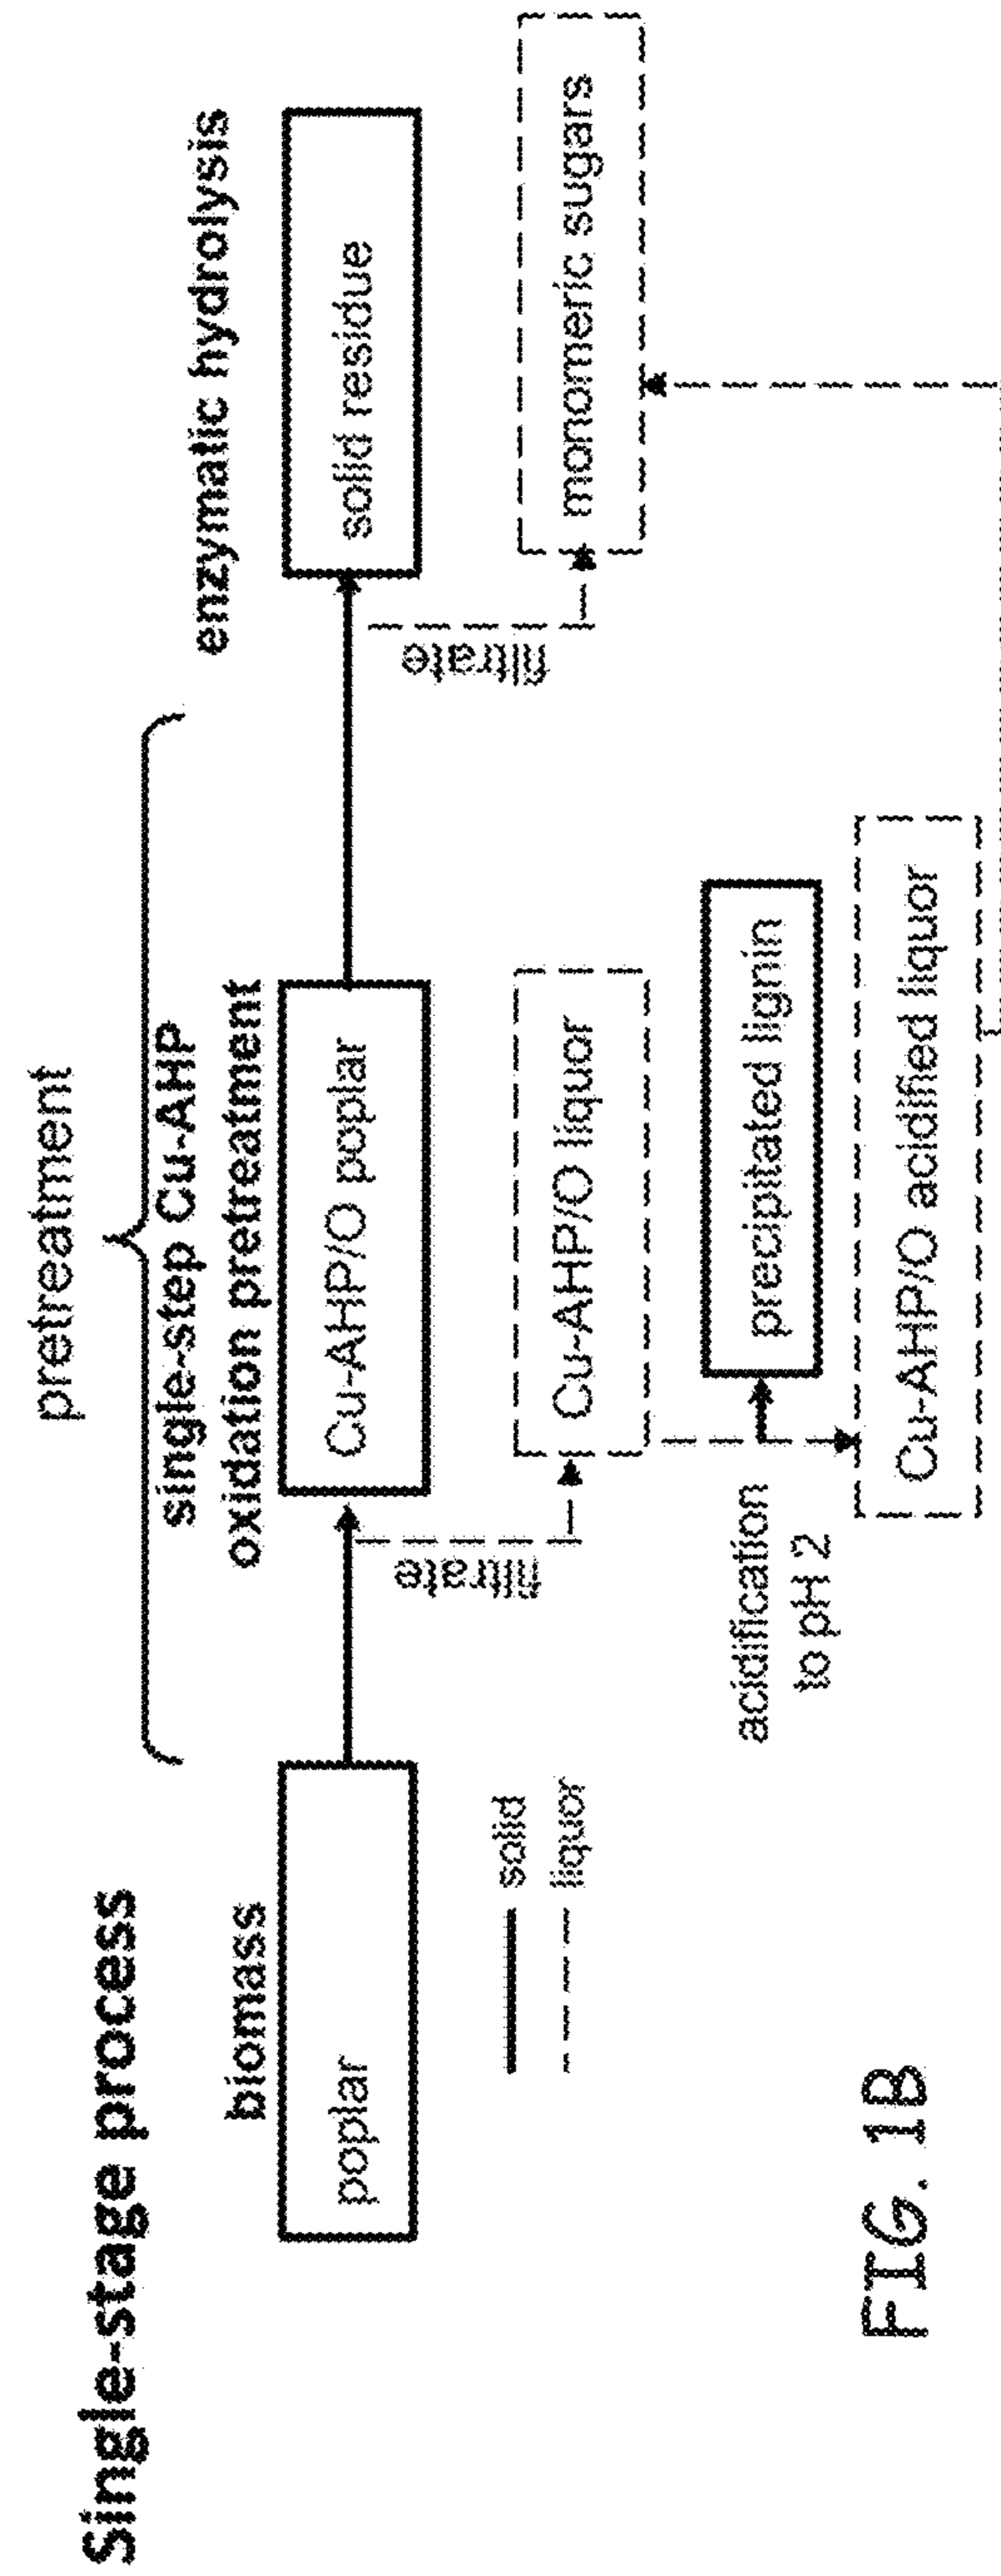 Single-stage process
pretreatment
biomass
single-step Cu-AHP
oxidation pretreatment
enzymatic hydrolysis
poplar
Cu-AHP/O poplar
solid residue
filtrate
filtrate
solid
liquor
Cu-AHP/O liquor
monomeric sugars
acidification
to pH 2
precipitated lignin
Cu-AHP/O acidified liquor
FIG. 1B